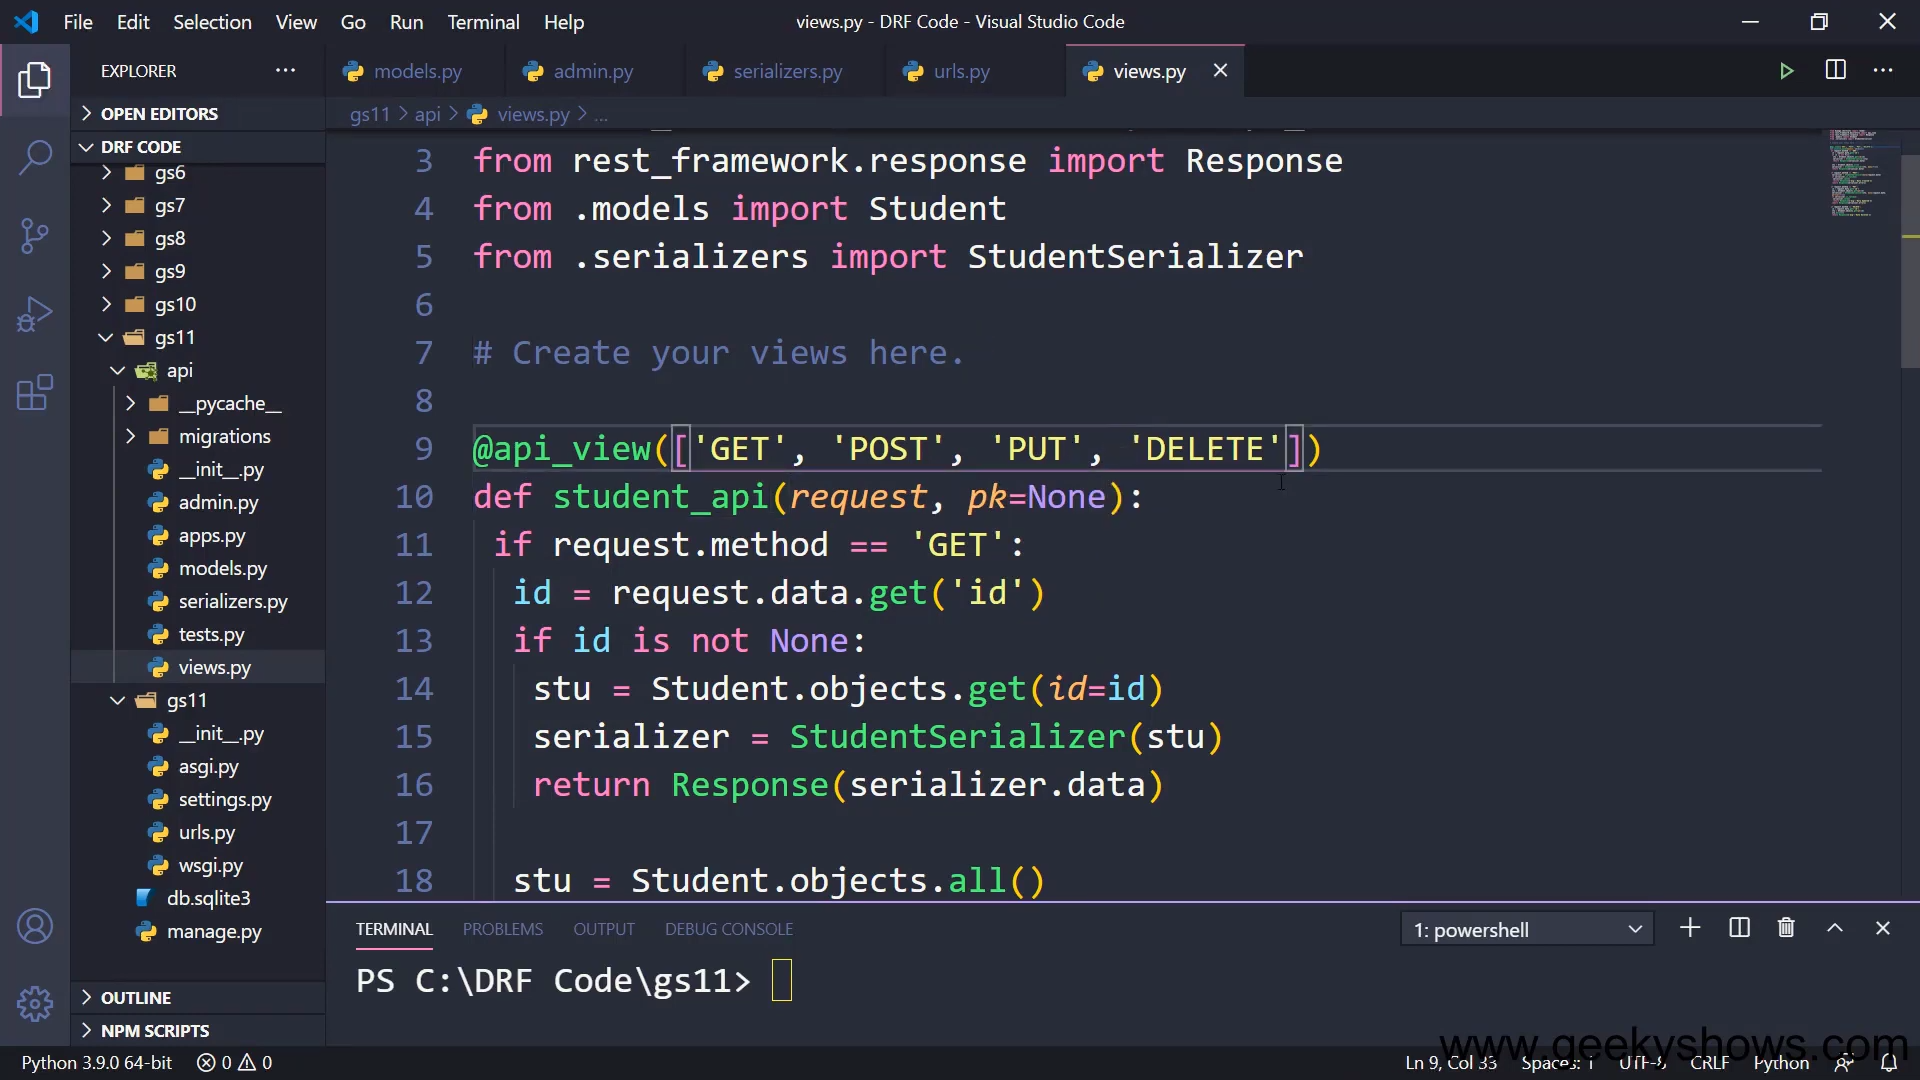 File Edit Selection View Go Run Terminal Help
views.py - DRF Code - Visual Studio Code
EXPLORER
models.py admin.py serializers.py urls.py views.py
OPEN EDITORS
gs11 > api > views.py > ...
DRF CODE
gs6
gs7
gs8
gs9
gs10
gs11
api
__pycache__
migrations
__init__.py
admin.py
apps.py
models.py
serializers.py
tests.py
views.py
gs11
__init__.py
asgi.py
settings.py
urls.py
wsgi.py
db.sqlite3
manage.py
OUTLINE
NPM SCRIPTS
3 from rest_framework.response import Response
4 from .models import Student
5 from .serializers import StudentSerializer
6
7 # Create your views here.
8
9 @api_view(['GET', 'POST', 'PUT', 'DELETE'])
10 def student_api(request, pk=None):
11 if request.method == 'GET':
12 id = request.data.get('id')
13 if id is not None:
14 stu = Student.objects.get(id=id)
15 serializer = StudentSerializer(stu)
16 return Response(serializer.data)
17
18 stu = Student.objects.all()
TERMINAL PROBLEMS OUTPUT DEBUG CONSOLE
1: powershell
PS C:\DRF Code\gs11>
www.geekyshows.com
Python 3.9.0 64-bit 0 0
Ln 9, Col 33 Spaces: 1 UTF-8 CRLF Python